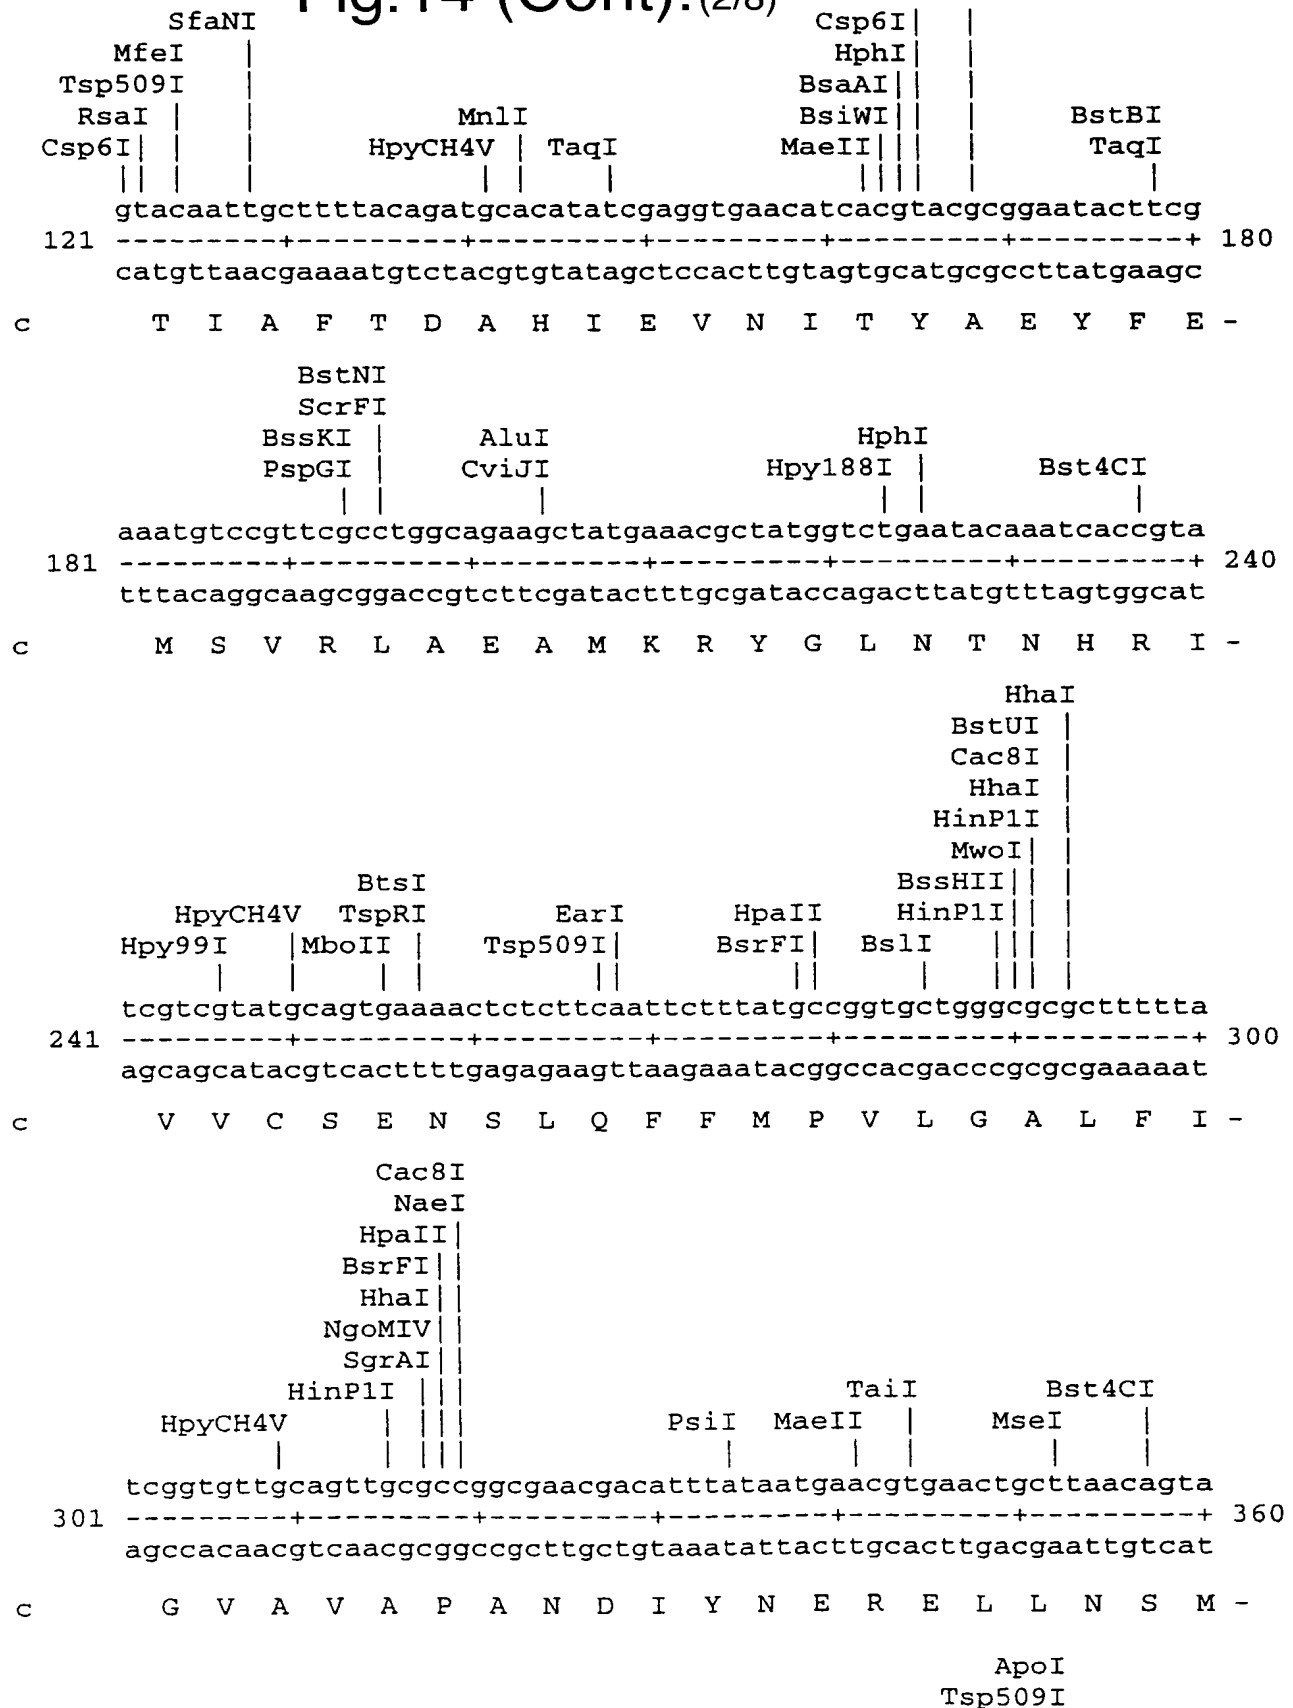 Fig.14 (Cont).(2/8)
SfaNI Csp6I
MfeI HphI
Tsp509I BsaAI
RsaI MnlI BsiWI BstBI
Csp6I HpyCH4V TaqI MaeII TaqI
gtacaattgcttttacagatgcacatatcgaggtgaacatcacgtacgcggaatacttcg
121 ---------+---------+---------+---------+---------+---------+ 180
catgttaacgaaaatgtctacgtgtatagctccacttgtagtgcatgcgccttatgaagc
c T I A F T D A H I E V N I T Y A E Y F E -
BstNI
ScrFI
BssKI AluI HphI
PspGI CviJI Hpy188I Bst4CI
aaatgtccgttcgcctggcagaagctatgaaacgctatggtctgaatacaaatcaccgta
181 ---------+---------+---------+---------+---------+---------+ 240
tttacaggcaagcggaccgtcttcgatactttgcgataccagacttatgtttagtggcat
c M S V R L A E A M K R Y G L N T N H R I -
HhaI
BstUI
Cac8I
HhaI
HinP1I
MwoI
BtsI BssHII
HpyCH4V TspRI EarI HpaII HinP1I
Hpy99I MboII Tsp509I BsrFI BslI
tcgtcgtatgcagtgaaaactctcttcaattctttatgccggtgctgggcgcgcttttta
241 ---------+---------+---------+---------+---------+---------+ 300
agcagcatacgtcacttttgagagaagttaagaaatacggccacgacccgcgcgaaaaat
c V V C S E N S L Q F F M P V L G A L F I -
Cac8I
NaeI
HpaII
BsrFI
HhaI
NgoMIV
SgrAI
HinP1I TaiI Bst4CI
HpyCH4V PsiI MaeII MseI
tcggtgttgcagttgcgccggcgaacgacatttataatgaacgtgaactgcttaacagta
301 ---------+---------+---------+---------+---------+---------+ 360
agccacaacgtcaacgcggccgcttgctgtaaatattacttgcacttgacgaattgtcat
c G V A V A P A N D I Y N E R E L L N S M -
ApoI
Tsp509I